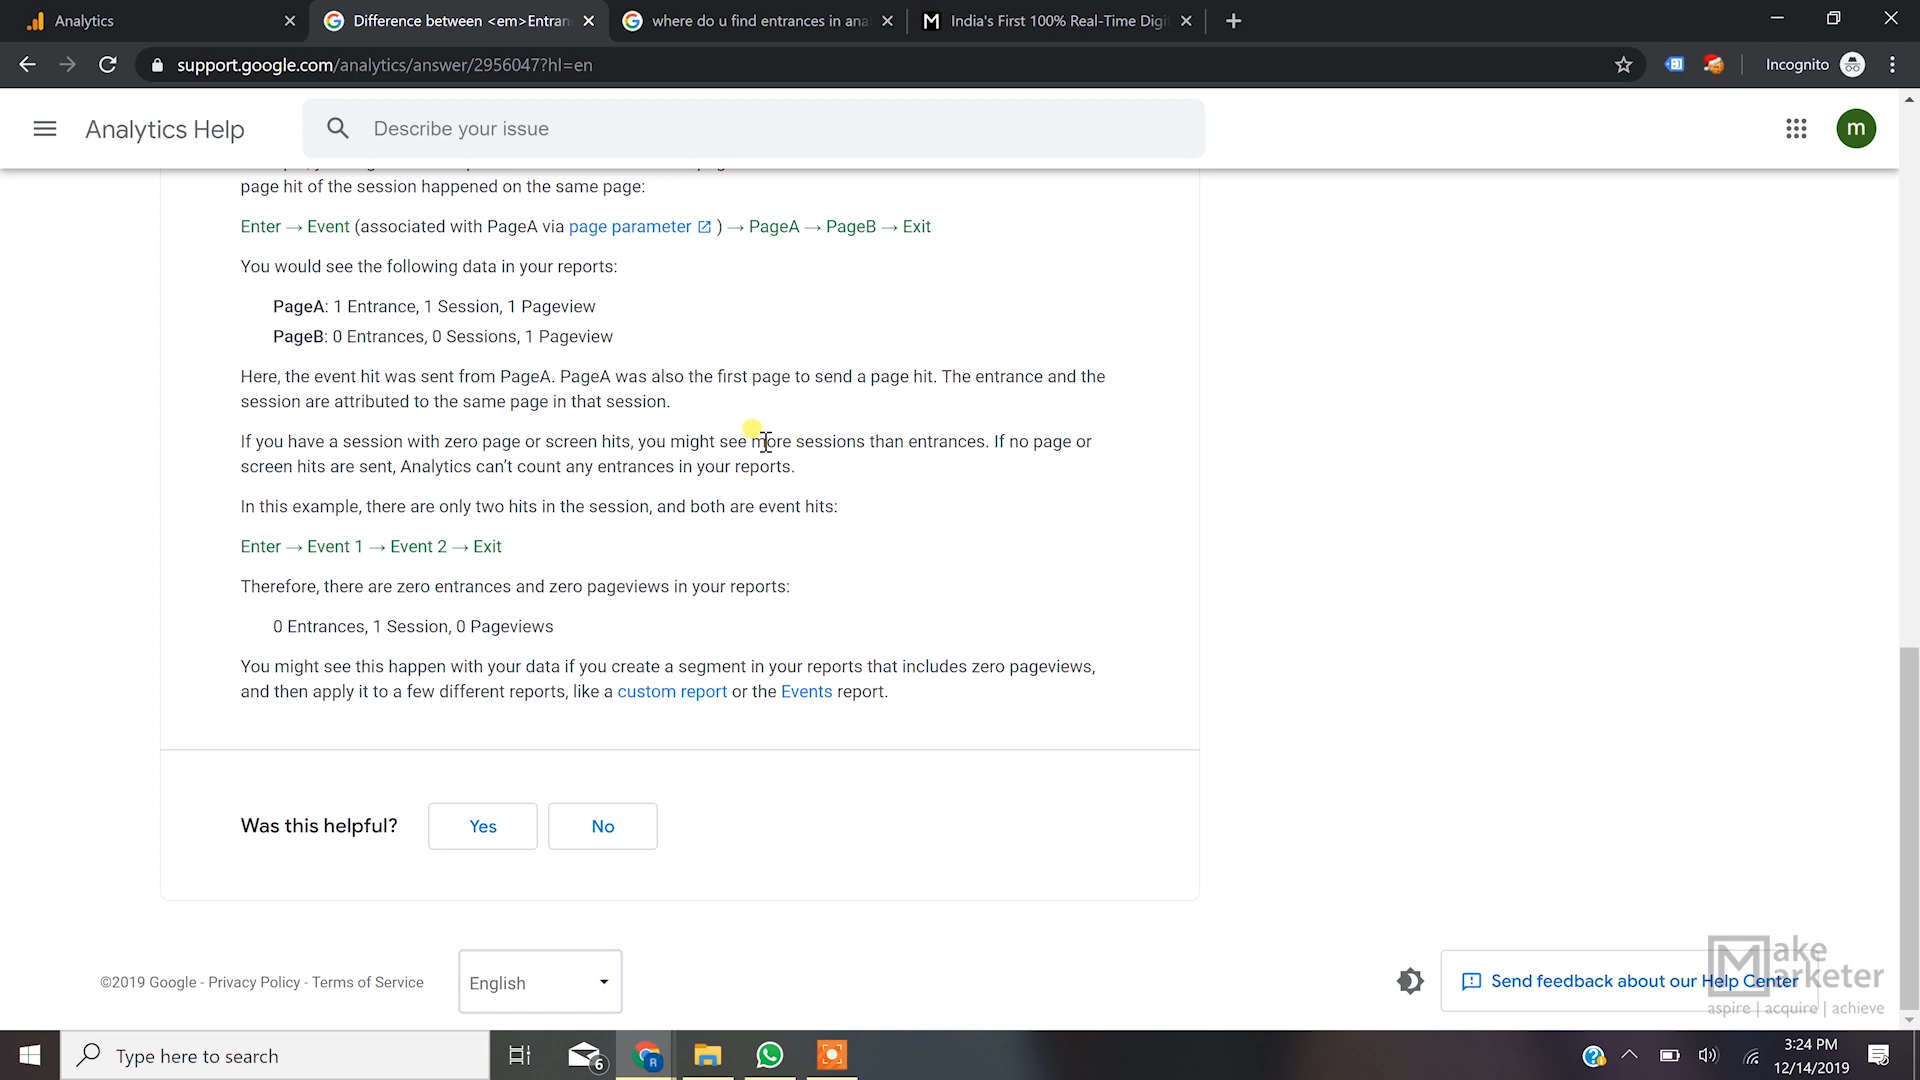 Analytics
Difference between <em>Entran
where do u find entrances in ana
India's First 100% Real-Time Digi
support.google.com/analytics/answer/2956047?hl=en
Incognito
Analytics Help
Describe your issue
m
page hit of the session happened on the same page:
Enter → Event (associated with PageA via page parameter ) → PageA → PageB → Exit
You would see the following data in your reports:
PageA: 1 Entrance, 1 Session, 1 Pageview
PageB: 0 Entrances, 0 Sessions, 1 Pageview
Here, the event hit was sent from PageA. PageA was also the first page to send a page hit. The entrance and the
session are attributed to the same page in that session.
If you have a session with zero page or screen hits, you might see more sessions than entrances. If no page or
screen hits are sent, Analytics can't count any entrances in your reports.
In this example, there are only two hits in the session, and both are event hits:
Enter → Event 1 → Event 2 → Exit
Therefore, there are zero entrances and zero pageviews in your reports:
0 Entrances, 1 Session, 0 Pageviews
You might see this happen with your data if you create a segment in your reports that includes zero pageviews,
and then apply it to a few different reports, like a custom report or the Events report.
Was this helpful?
Yes
No
©2019 Google - Privacy Policy - Terms of Service
English
Send feedback about our Help Center
Make
Marketer
aspire | acquire | achieve
Type here to search
6
R
3:24 PM
12/14/2019